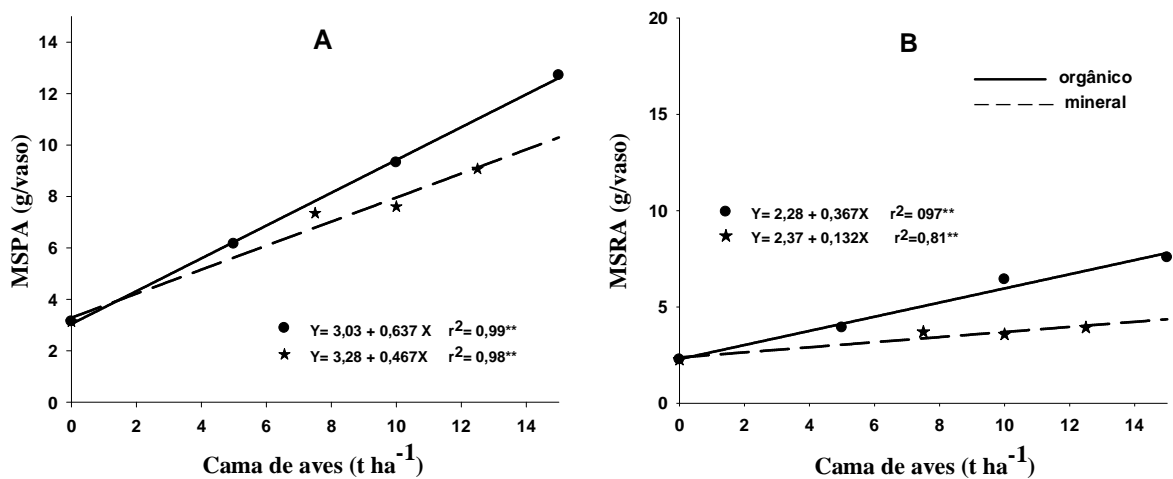 A
MSPA (g/vaso)
14
12
10
8
6
4
2
0
Y= 3,03 + 0,637 X r²= 0,99**
Y= 3,28 + 0,467X r²= 0,98**
0 2 4 6 8 10 12 14
Cama de aves (t ha⁻¹)
B
MSRA (g/vaso)
20
15
10
5
0
orgânico
mineral
Y= 2,28 + 0,367X r²= 097**
Y= 2,37 + 0,132X r²=0,81**
0 2 4 6 8 10 12 14
Cama de aves (t ha⁻¹)